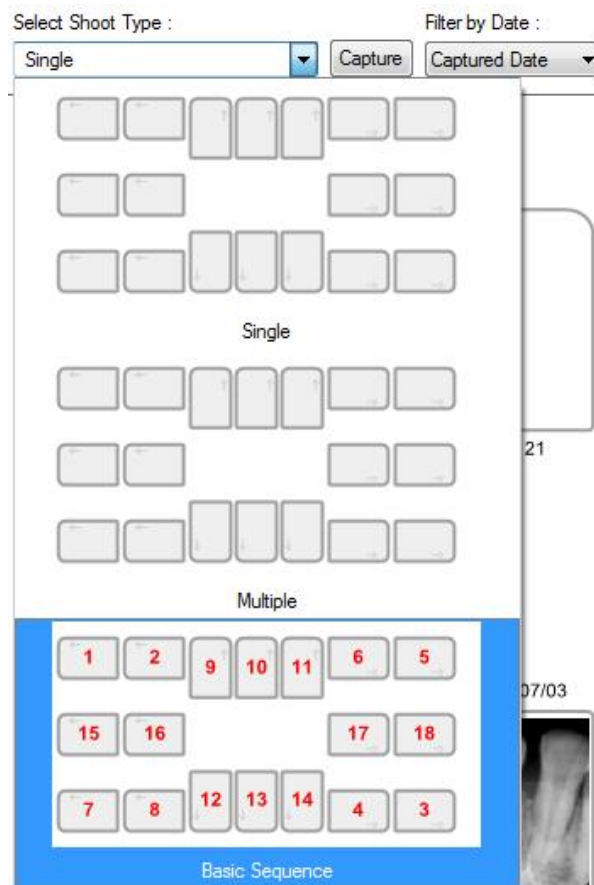 Select Shoot Type :
Filter by Date :
Single
Capture
Captured Date
Single
21
Multiple
1 2 9 10 11 6 5
07/03
15 16 17 18
7 8 12 13 14 4 3
Basic Sequence